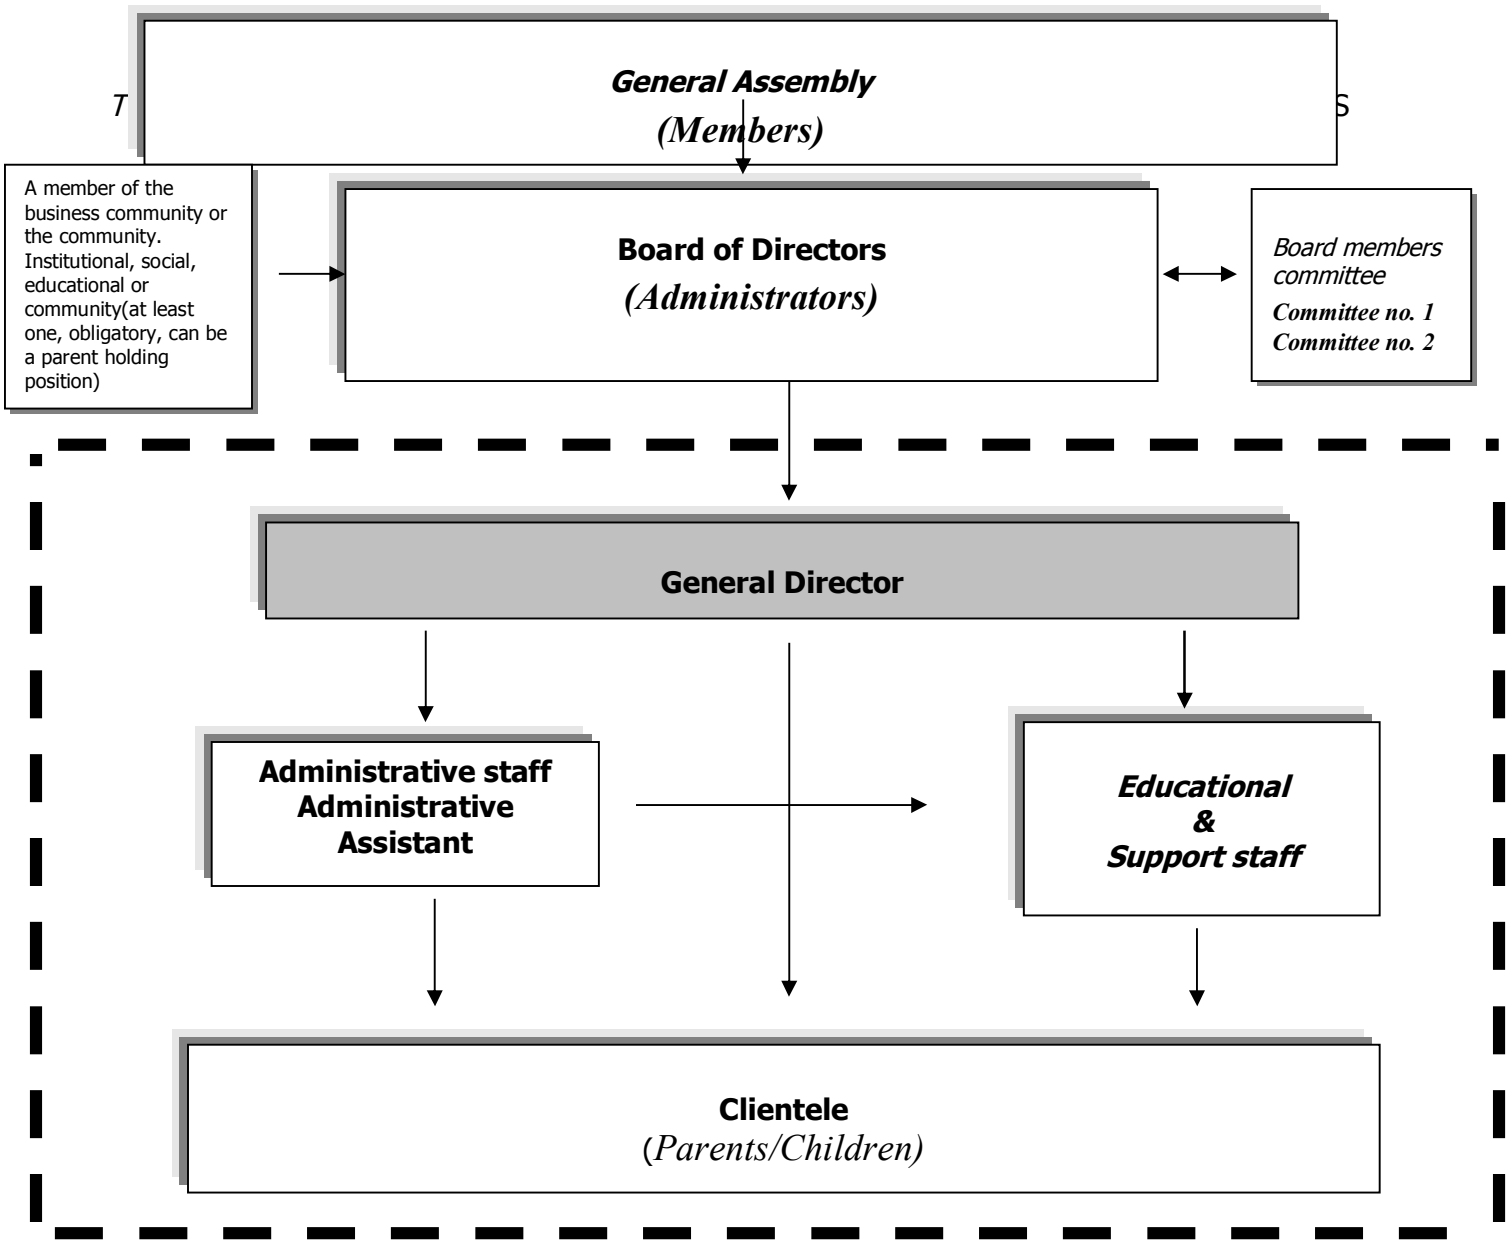 General Assembly
T
S
(Members)
A member of the
business community or
the community.
Institutional, social,
educational or
community(at least
one, obligatory, can be
a parent holding
position)
Board of Directors
(Administrators)
Board members
committee
Committee no. 1
Committee no. 2
General Director
Administrative staff
Administrative
Assistant
Educational
&
Support staff
Clientele
(Parents/Children)